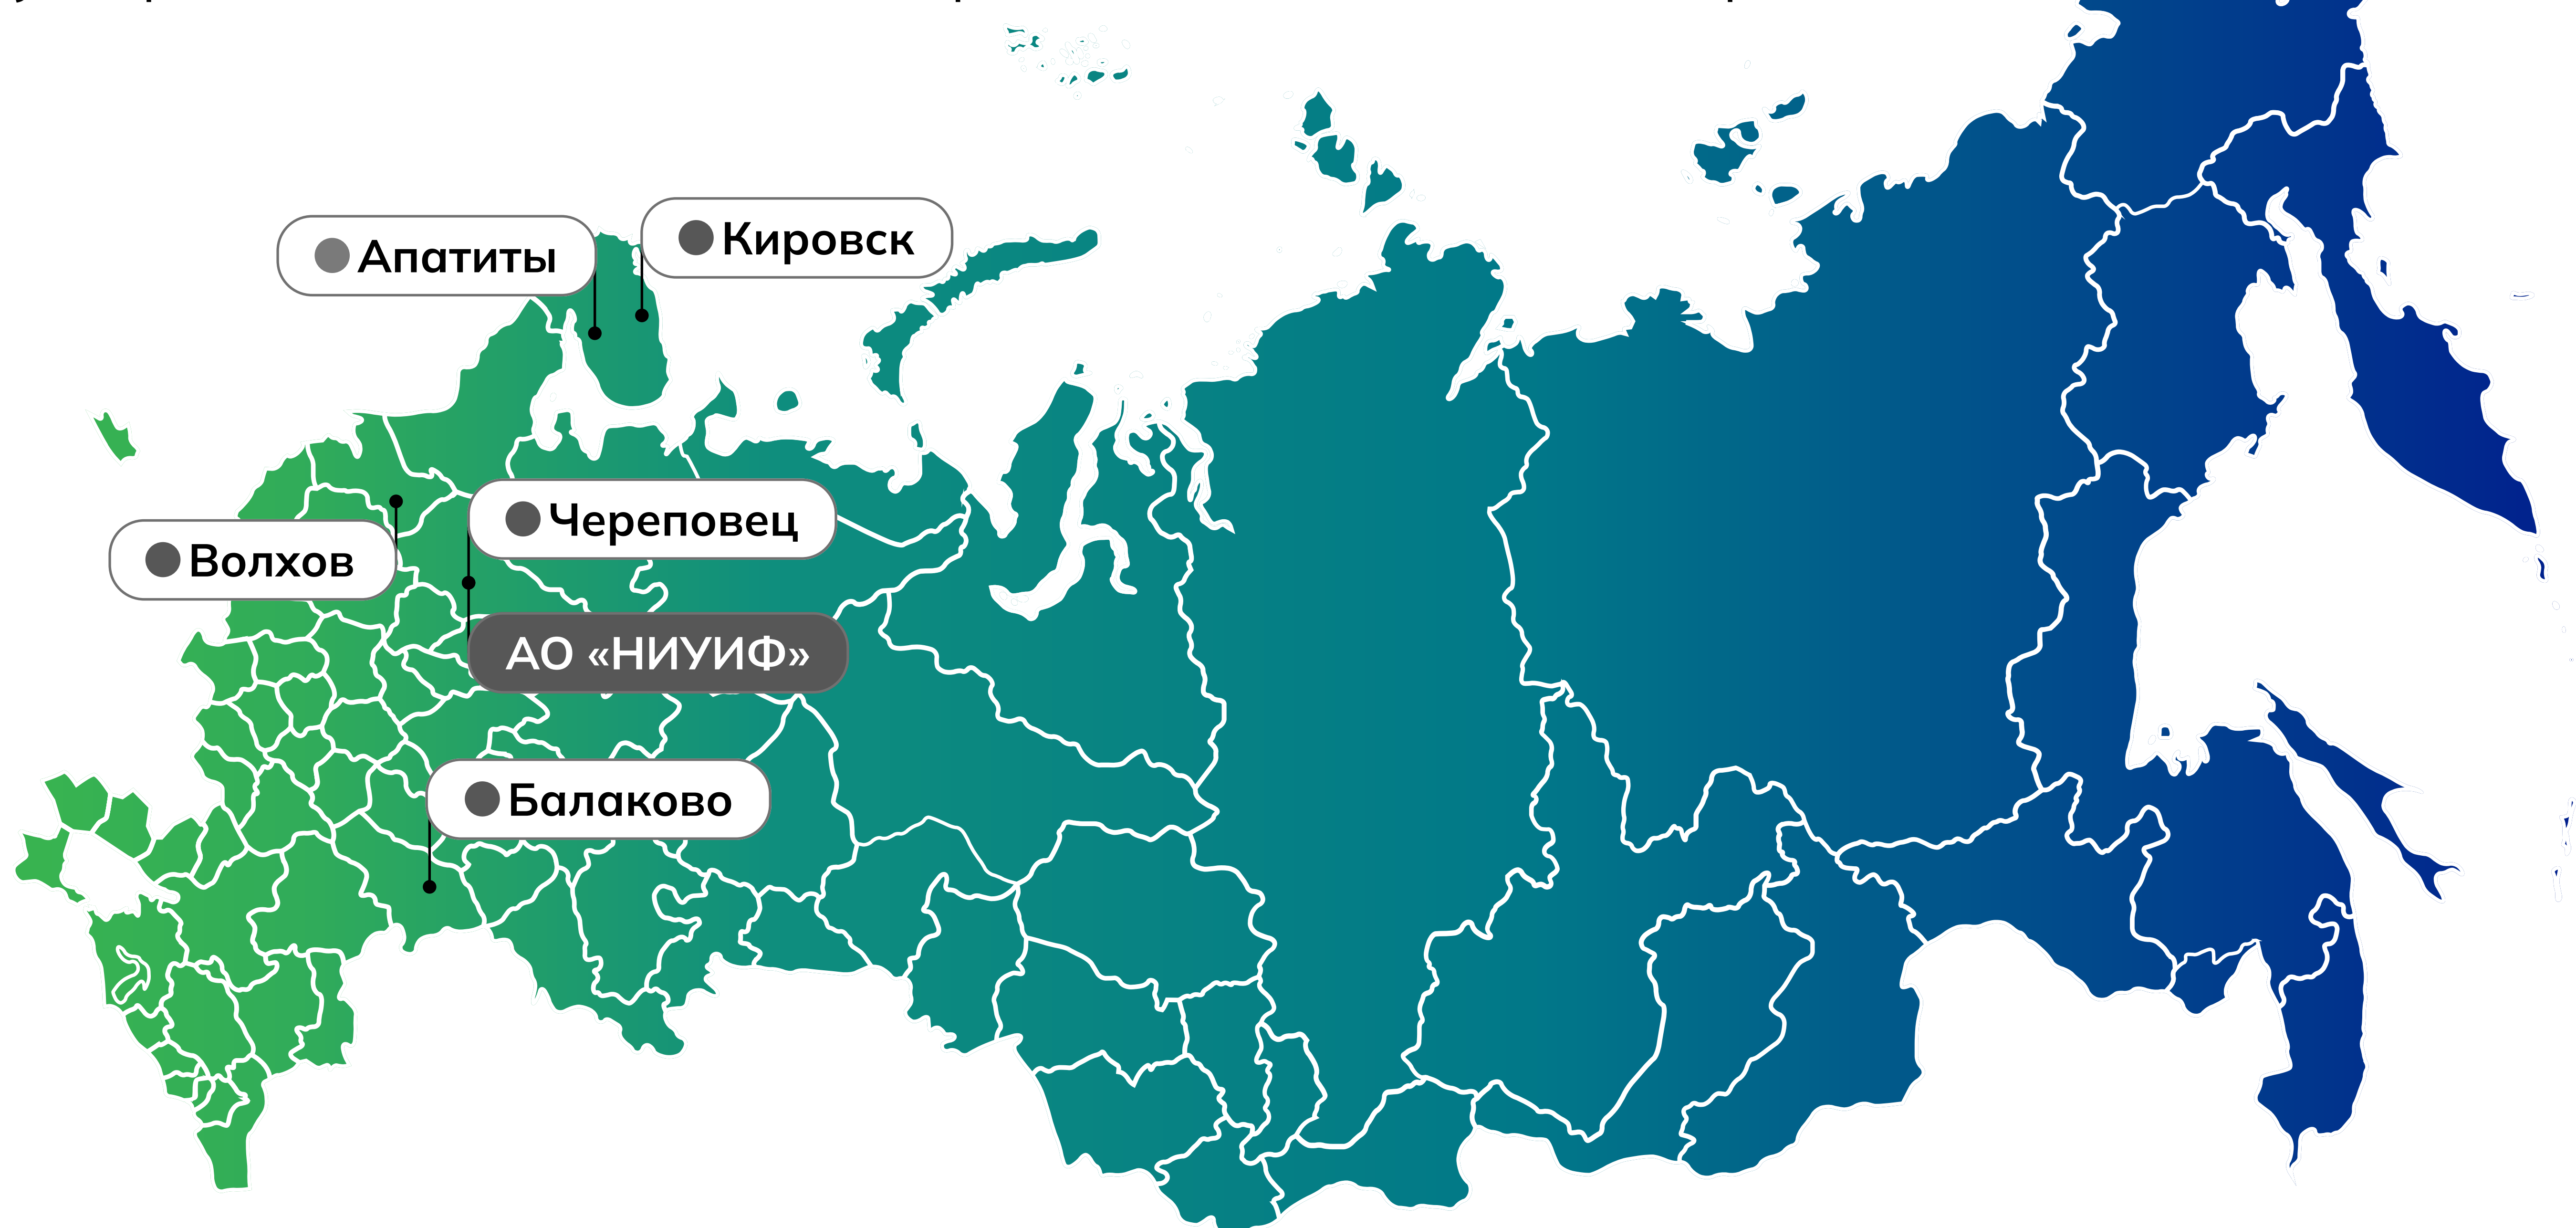 Кировск
Апатиты
Череповец
Волхов
АО «НИУИФ»
Балаково